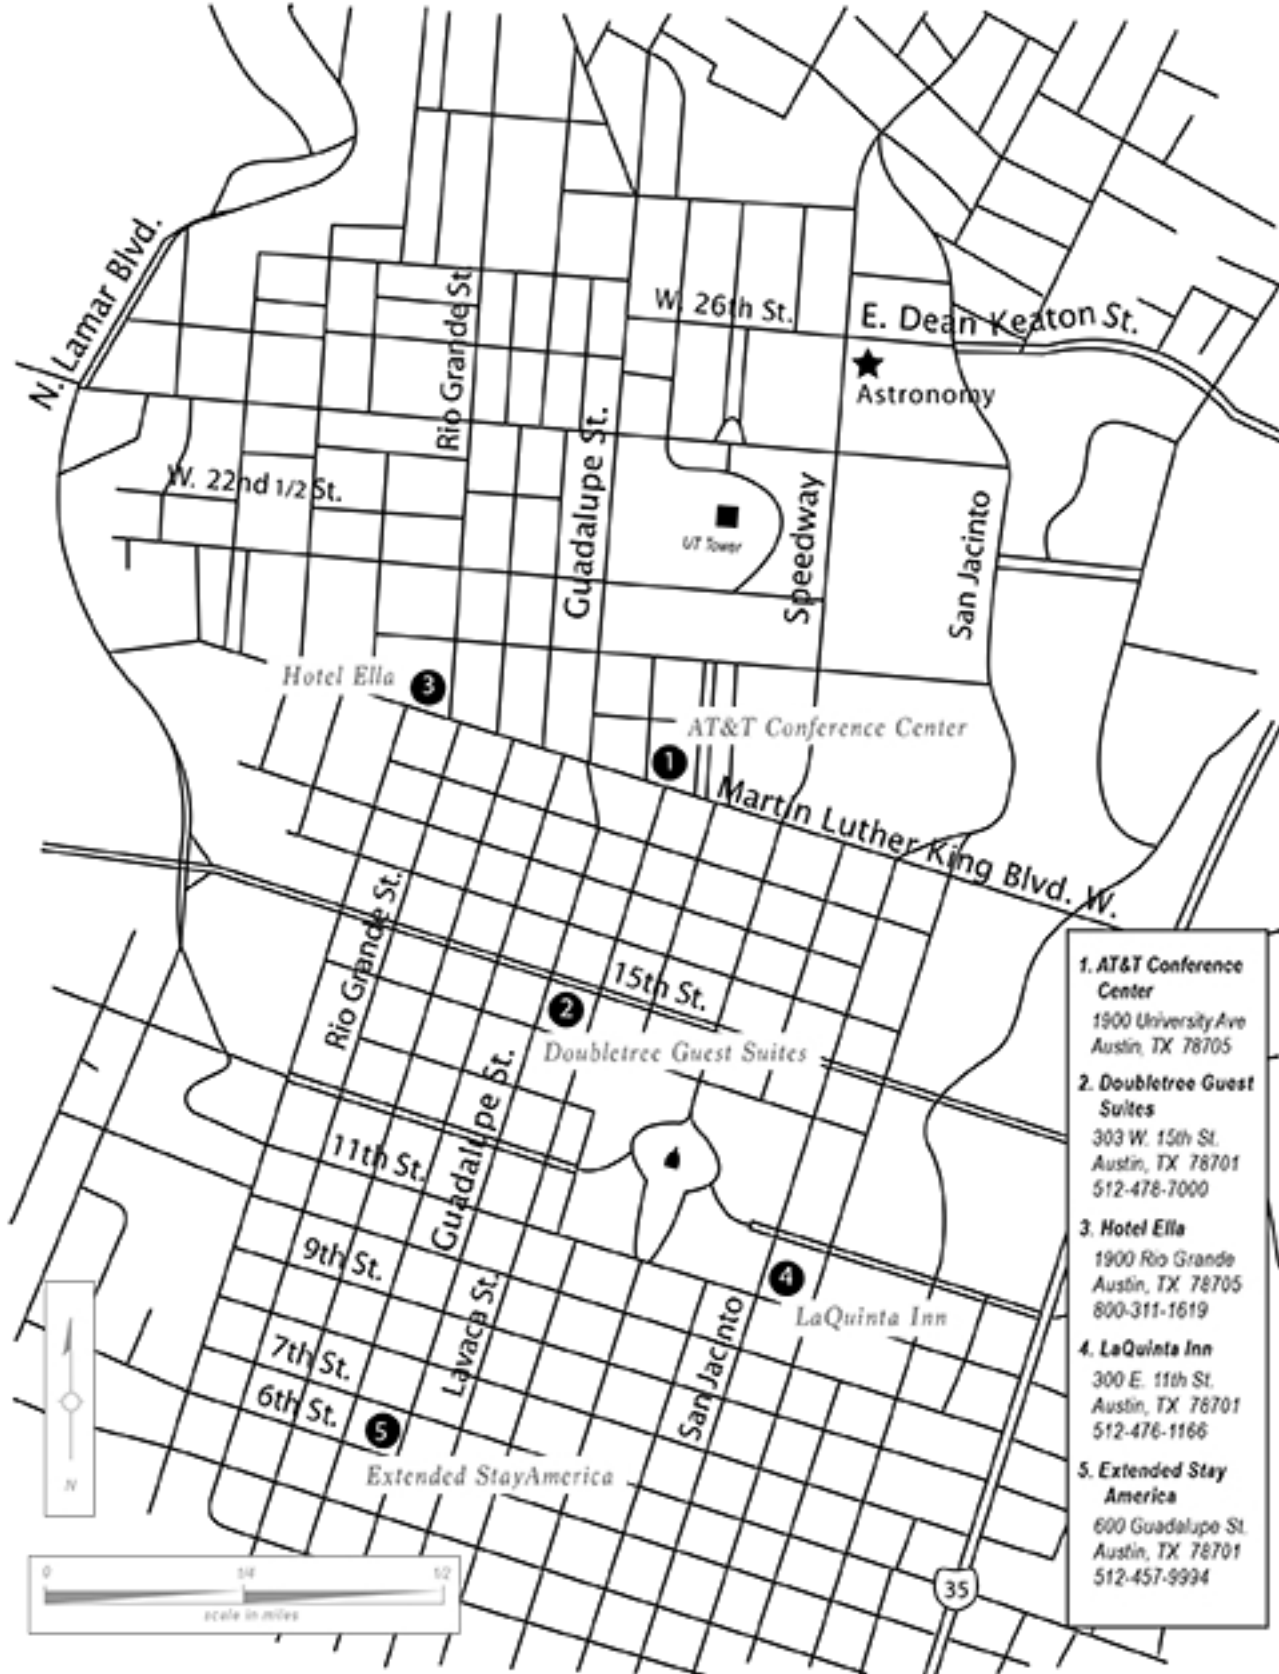 N. Lamar Blvd.
Rio Grande St.
W. 26th St.
E. Dean Keaton St.
Astronomy
Guadalupe St.
W. 22nd 1/2 St.
UT Tower
Speedway
San Jacinto
Hotel Ella
3
AT&T Conference Center
1
Martin Luther King Blvd. W.
Rio Grande St.
15th St.
2
Doubletree Guest Suites
Guadalupe St.
11th St.
9th St.
4
LaQuinta Inn
Lavaca St.
San Jacinto
7th St.
6th St.
5
Extended StayAmerica
35
N
0 1/4 1/2
scale in miles
1. AT&T Conference
Center
1900 University Ave
Austin, TX 78705
2. Doubletree Guest
Suites
303 W. 15th St.
Austin, TX 78701
512-478-7000
3. Hotel Ella
1900 Rio Grande
Austin, TX 78705
800-311-1619
4. LaQuinta Inn
300 E. 11th St.
Austin, TX 78701
512-476-1166
5. Extended Stay
America
600 Guadalupe St.
Austin, TX 78701
512-457-9994